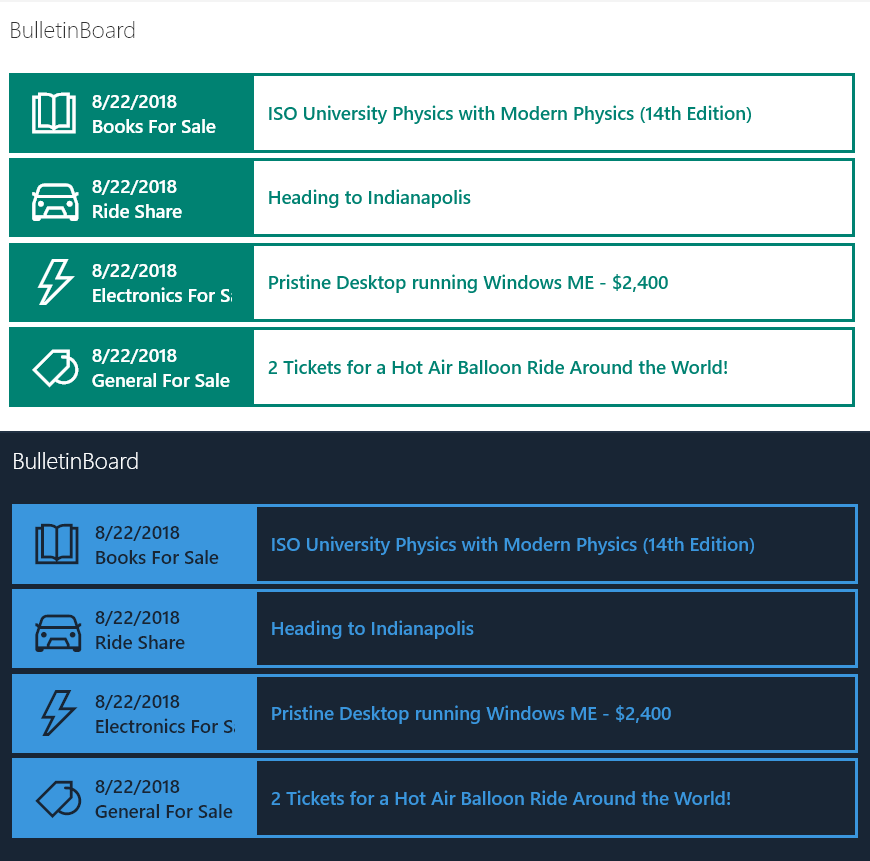 BulletinBoard
8/22/2018
Books For Sale
ISO University Physics with Modern Physics (14th Edition)
8/22/2018
Ride Share
Heading to Indianapolis
8/22/2018
Electronics For Sa
Pristine Desktop running Windows ME - $2,400
8/22/2018
General For Sale
2 Tickets for a Hot Air Balloon Ride Around the World!
BulletinBoard
8/22/2018
Books For Sale
ISO University Physics with Modern Physics (14th Edition)
8/22/2018
Ride Share
Heading to Indianapolis
8/22/2018
Electronics For Sa
Pristine Desktop running Windows ME - $2,400
8/22/2018
General For Sale
2 Tickets for a Hot Air Balloon Ride Around the World!